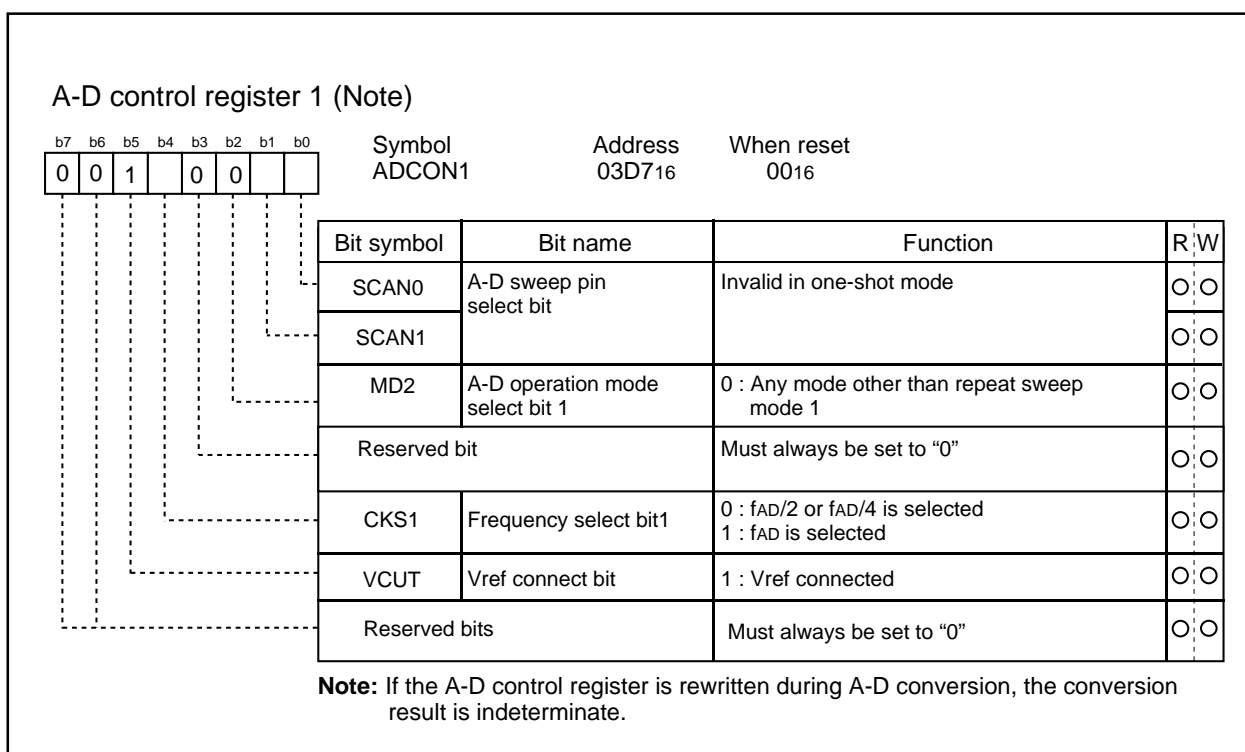 A-D control register 1 (Note)
b7 b6 b5 b4 b3 b2 b1 b0
0 0 1 0 0
Symbol Address When reset
ADCON1 03D716 0016
Bit symbol Bit name Function R W
SCAN0 A-D sweep pin select bit Invalid in one-shot mode
SCAN1
MD2 A-D operation mode select bit 1 0 : Any mode other than repeat sweep mode 1
Reserved bit Must always be set to “0”
CKS1 Frequency select bit1 0 : fAD/2 or fAD/4 is selected
1 : fAD is selected
VCUT Vref connect bit 1 : Vref connected
Reserved bits Must always be set to “0”
Note: If the A-D control register is rewritten during A-D conversion, the conversion
result is indeterminate.